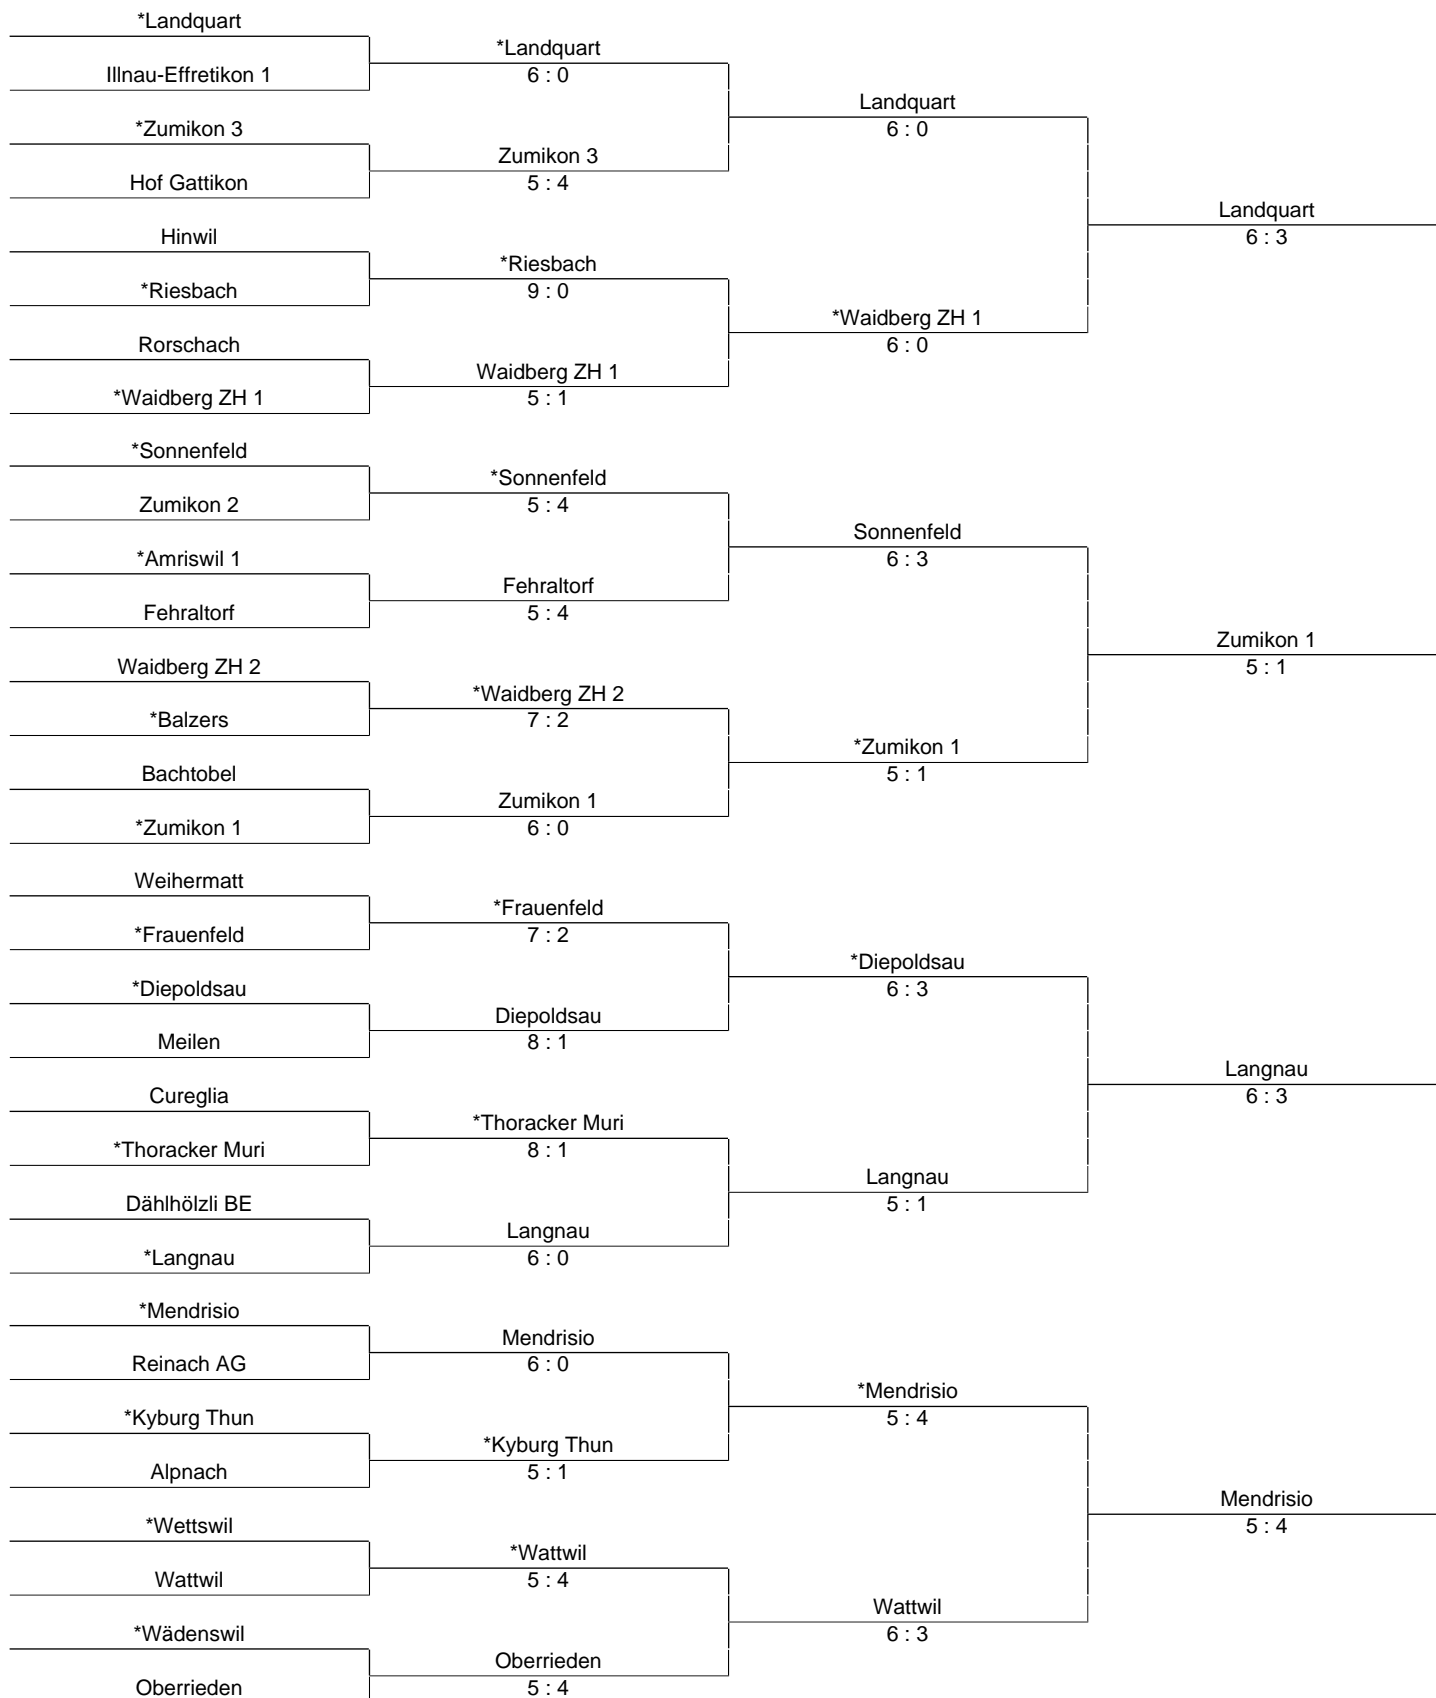 *Landquart
Illnau-Effretikon 1
*Zumikon 3
Hof Gattikon
Hinwil
*Riesbach
Rorschach
*Waidberg ZH 1
*Sonnenfeld
Zumikon 2
*Amriswil 1
Fehraltorf
Waidberg ZH 2
*Balzers
Bachtobel
*Zumikon 1
Weihermatt
*Frauenfeld
*Diepoldsau
Meilen
Cureglia
*Thoracker Muri
Dählhölzli BE
*Langnau
*Mendrisio
Reinach AG
*Kyburg Thun
Alpnach
*Wettswil
Wattwil
*Wädenswil
Oberrieden
*Landquart
6 : 0
Zumikon 3
5 : 4
*Riesbach
9 : 0
Waidberg ZH 1
5 : 1
*Sonnenfeld
5 : 4
Fehraltorf
5 : 4
*Waidberg ZH 2
7 : 2
Zumikon 1
6 : 0
*Frauenfeld
7 : 2
Diepoldsau
8 : 1
*Thoracker Muri
8 : 1
Langnau
6 : 0
Mendrisio
6 : 0
*Kyburg Thun
5 : 1
*Wattwil
5 : 4
Oberrieden
5 : 4
Landquart
6 : 0
*Waidberg ZH 1
6 : 0
Sonnenfeld
6 : 3
*Zumikon 1
5 : 1
*Diepoldsau
6 : 3
Langnau
5 : 1
*Mendrisio
5 : 4
Wattwil
6 : 3
Landquart
6 : 3
Zumikon 1
5 : 1
Langnau
6 : 3
Mendrisio
5 : 4